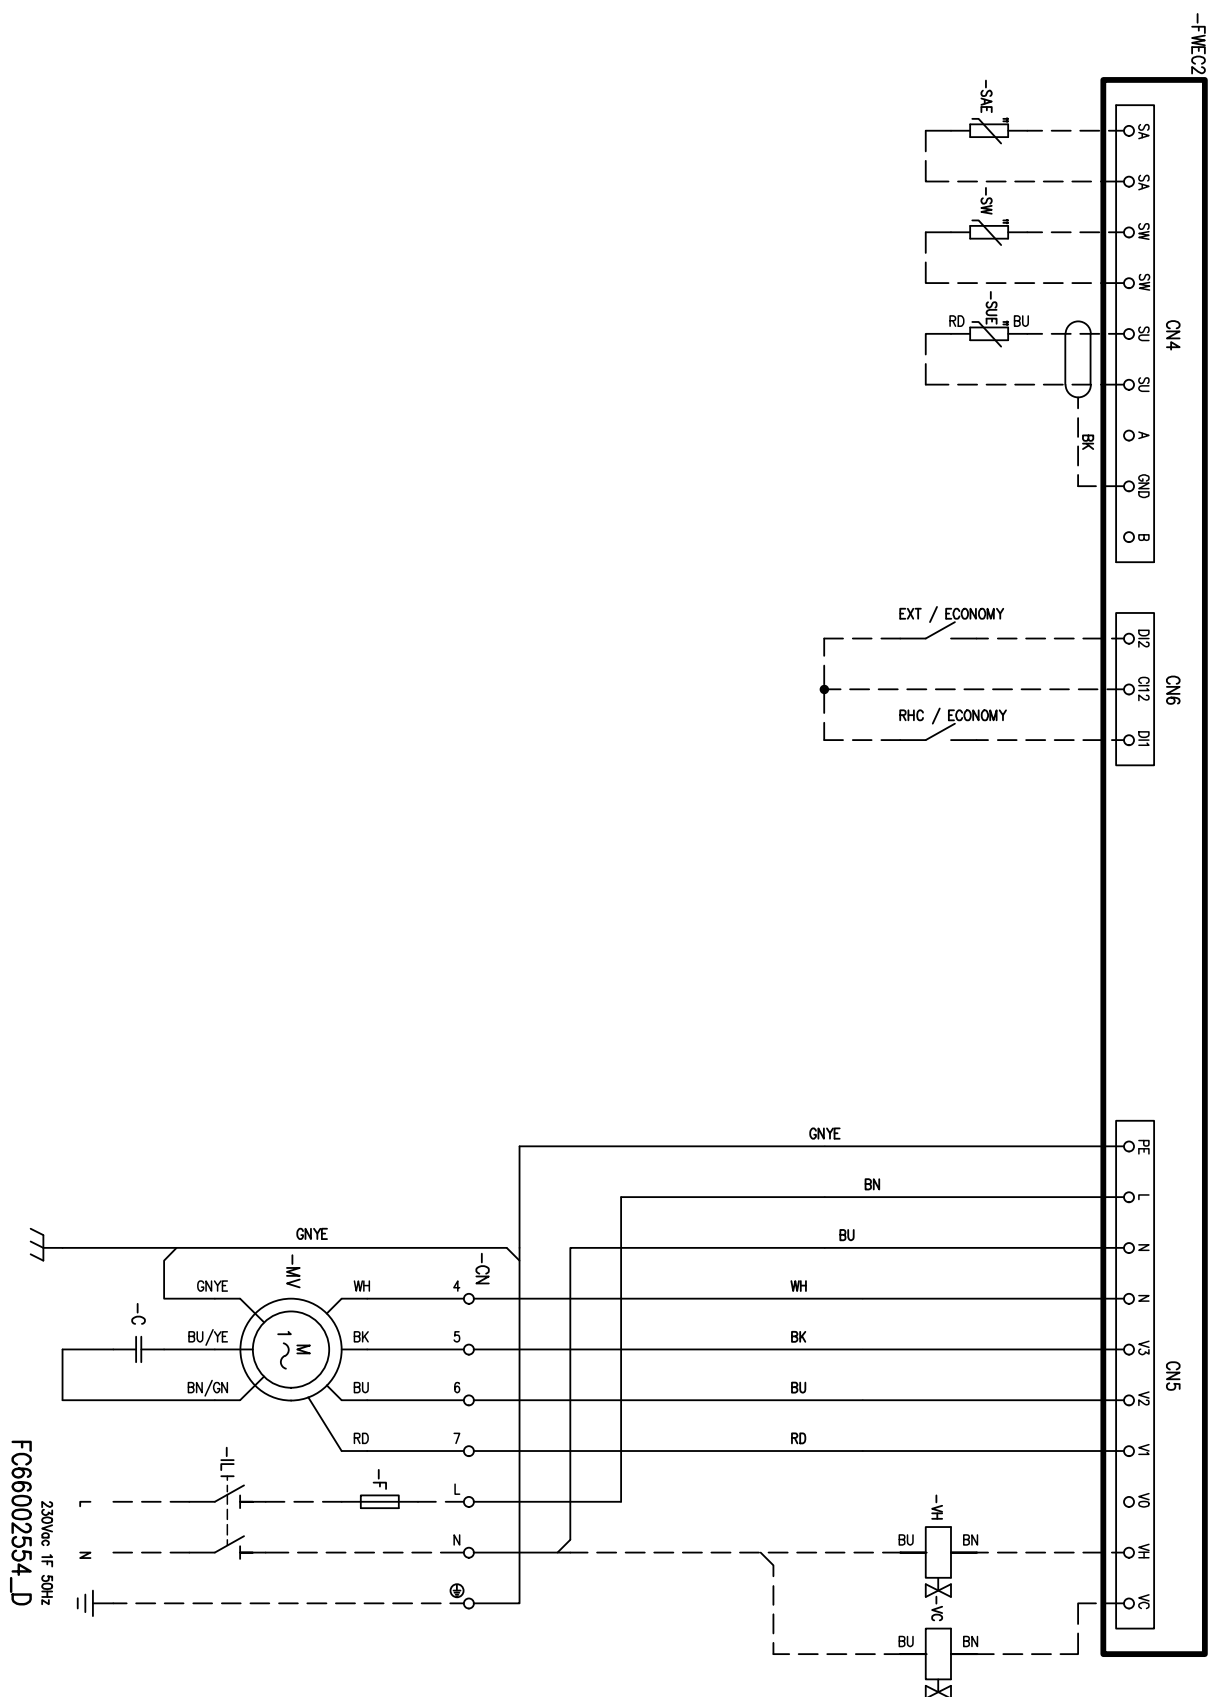 -FWEC2
SA
SA
SW
SW
SU
SU
A
GND
B
CN4
DI2
CI12
DI1
CN6
PE
L
N
N
V3
V2
V1
V0
VH
VC
CN5
-SAE
-SW
-SUE
RD
BU
BK
EXT / ECONOMY
RHC / ECONOMY
GNYE
BN
BU
WH
BK
BU
RD
GNYE
GNYE
BU/YE
BN/GN
-MV
M
1~
-C
WH
BK
BU
RD
-CN
4
5
6
7
L
N
-F
-IL
L
N
-VH
BU
BN
-VC
BU
BN
230Vac 1F 50Hz
FC66002554_D